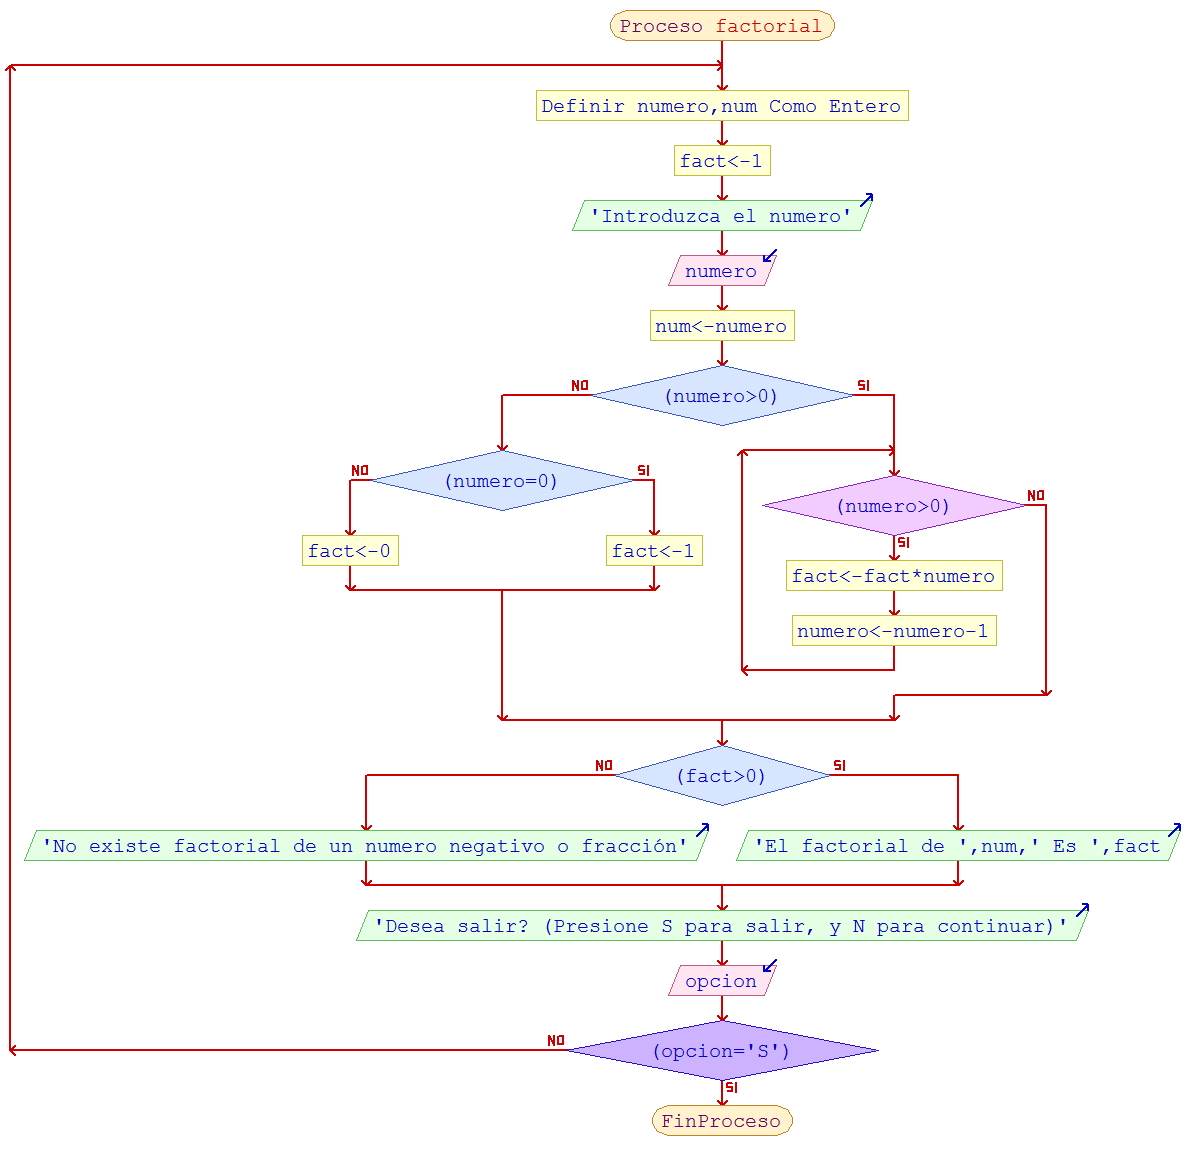 Proceso factorial
Definir numero,num Como Entero
fact<-1
'Introduzca el numero'
numero
num<-numero
NO
SI
(numero>0)
NO
SI
(numero=0)
(numero>0)
NO
SI
fact<-0
fact<-1
fact<-fact*numero
numero<-numero-1
NO
SI
(fact>0)
'No existe factorial de un numero negativo o fracción'
'El factorial de ',num,' Es ',fact
'Desea salir? (Presione S para salir, y N para continuar)'
opcion
NO
(opcion='S')
SI
FinProceso